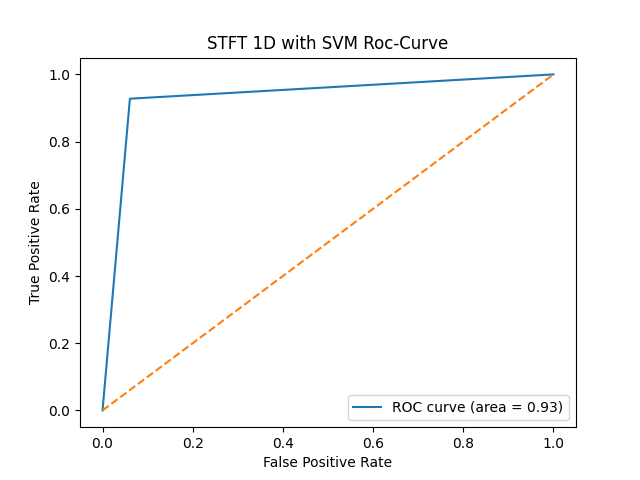 STFT 1D with SVM Roc-Curve
1.0
0.8
0.6
0.4
0.2
0.0
True Positive Rate
ROC curve (area = 0.93)
0.0 0.2 0.4 0.6 0.8 1.0
False Positive Rate